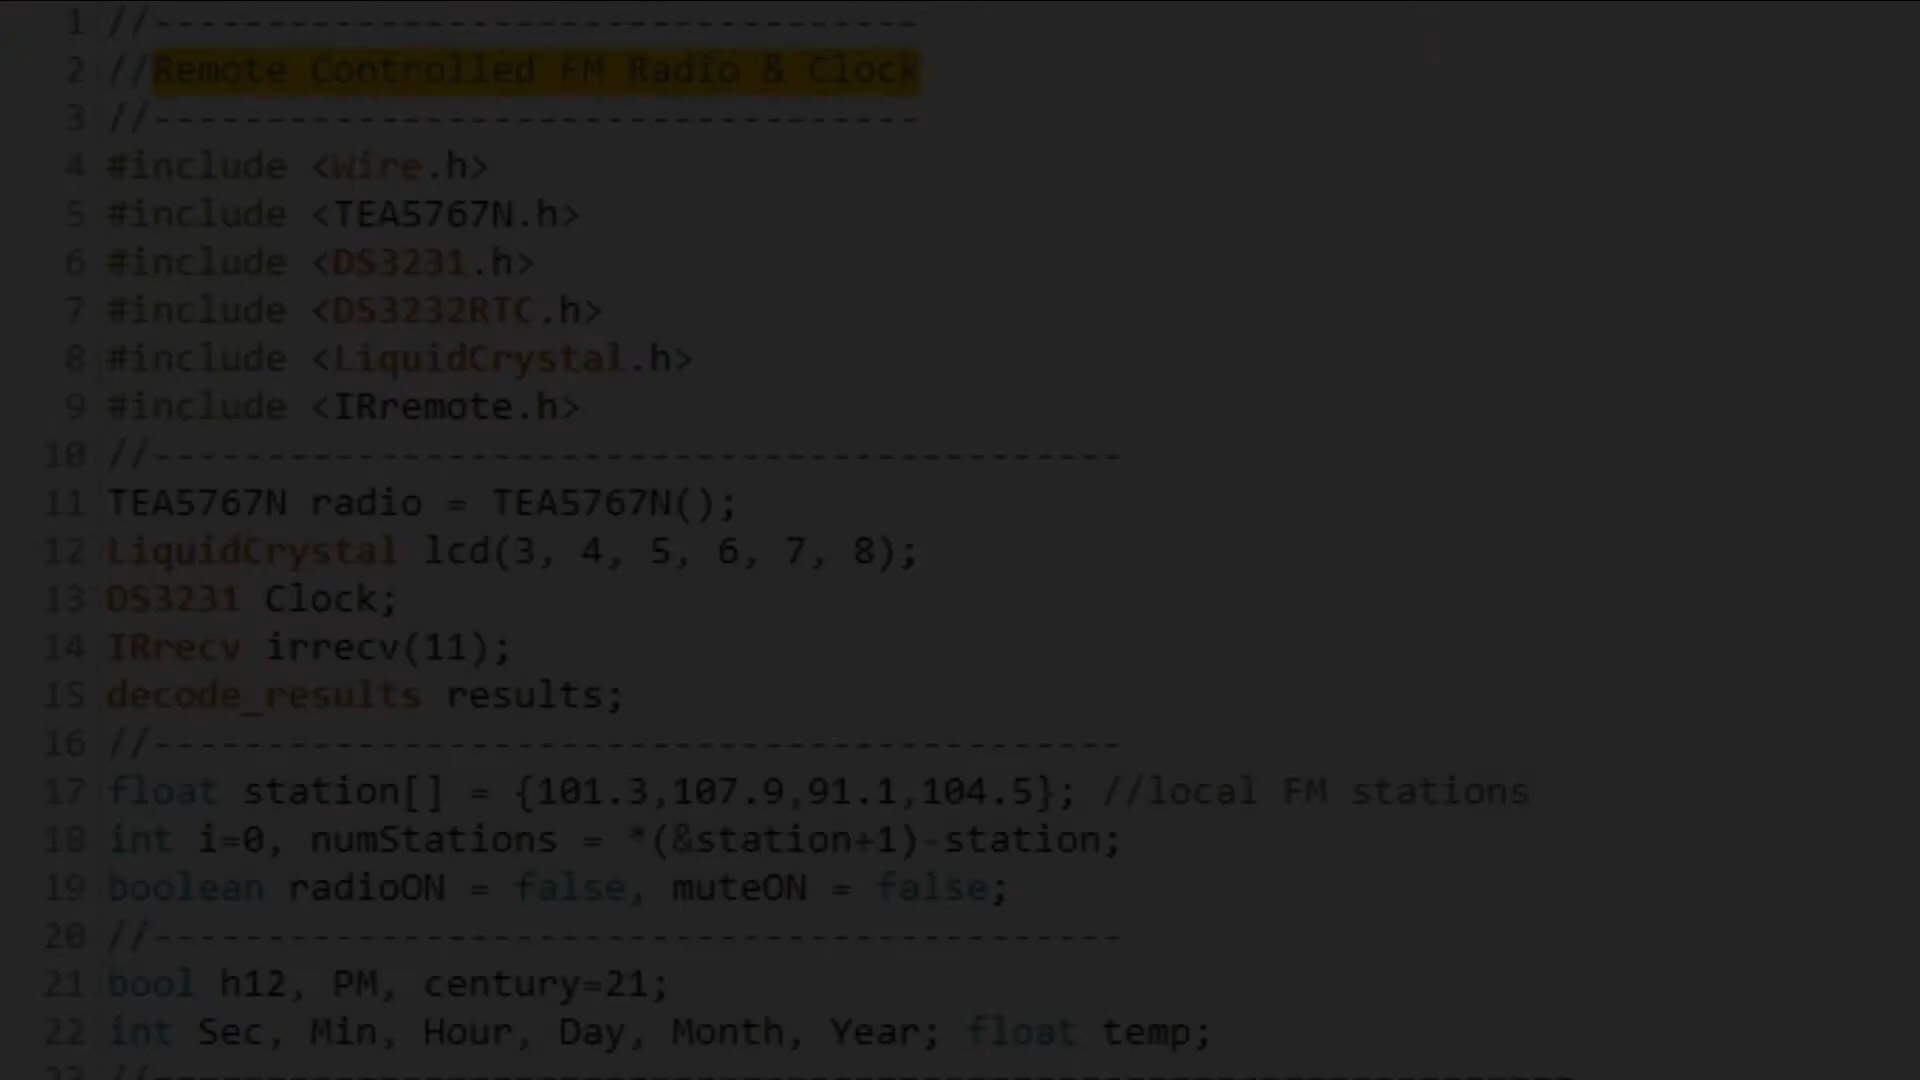 1 //----------------------------------
2 //Remote Controlled FM Radio & Clock
3 //----------------------------------
4 #include <Wire.h>
5 #include <TEA5767N.h>
6 #include <DS3231.h>
7 #include <DS3232RTC.h>
8 #include <LiquidCrystal.h>
9 #include <IRremote.h>
10 //-------------------------------------------
11 TEA5767N radio = TEA5767N();
12 LiquidCrystal lcd(3, 4, 5, 6, 7, 8);
13 DS3231 Clock;
14 IRrecv irrecv(11);
15 decode_results results;
16 //-------------------------------------------
17 float station[] = {101.3,107.9,91.1,104.5}; //local FM stations
18 int i=0, numStations = *(&station+1)-station;
19 boolean radioON = false, muteON = false;
20 //-------------------------------------------
21 bool h12, PM, century=21;
22 int Sec, Min, Hour, Day, Month, Year; float temp;